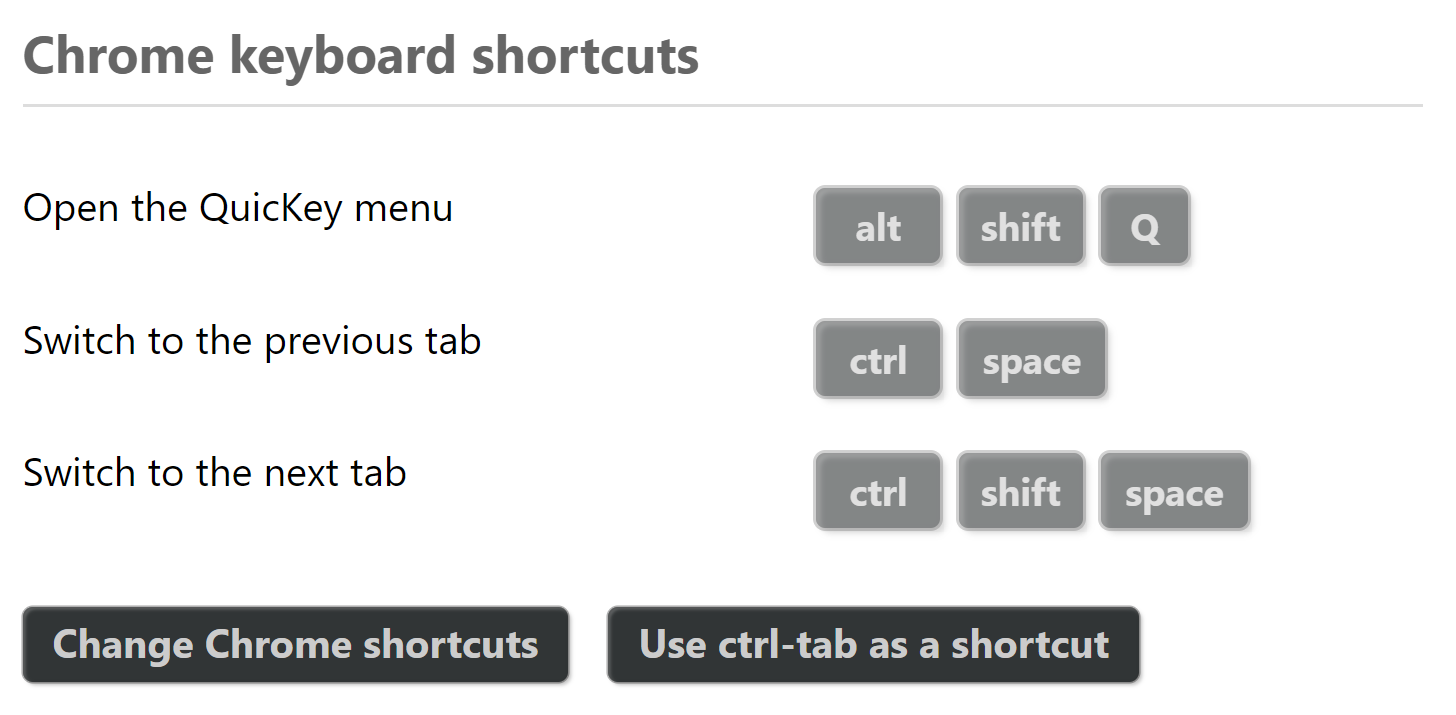 Chrome keyboard shortcuts
Open the QuicKey menu alt shift Q
Switch to the previous tab ctrl space
Switch to the next tab ctrl shift space
Change Chrome shortcuts Use ctrl-tab as a shortcut